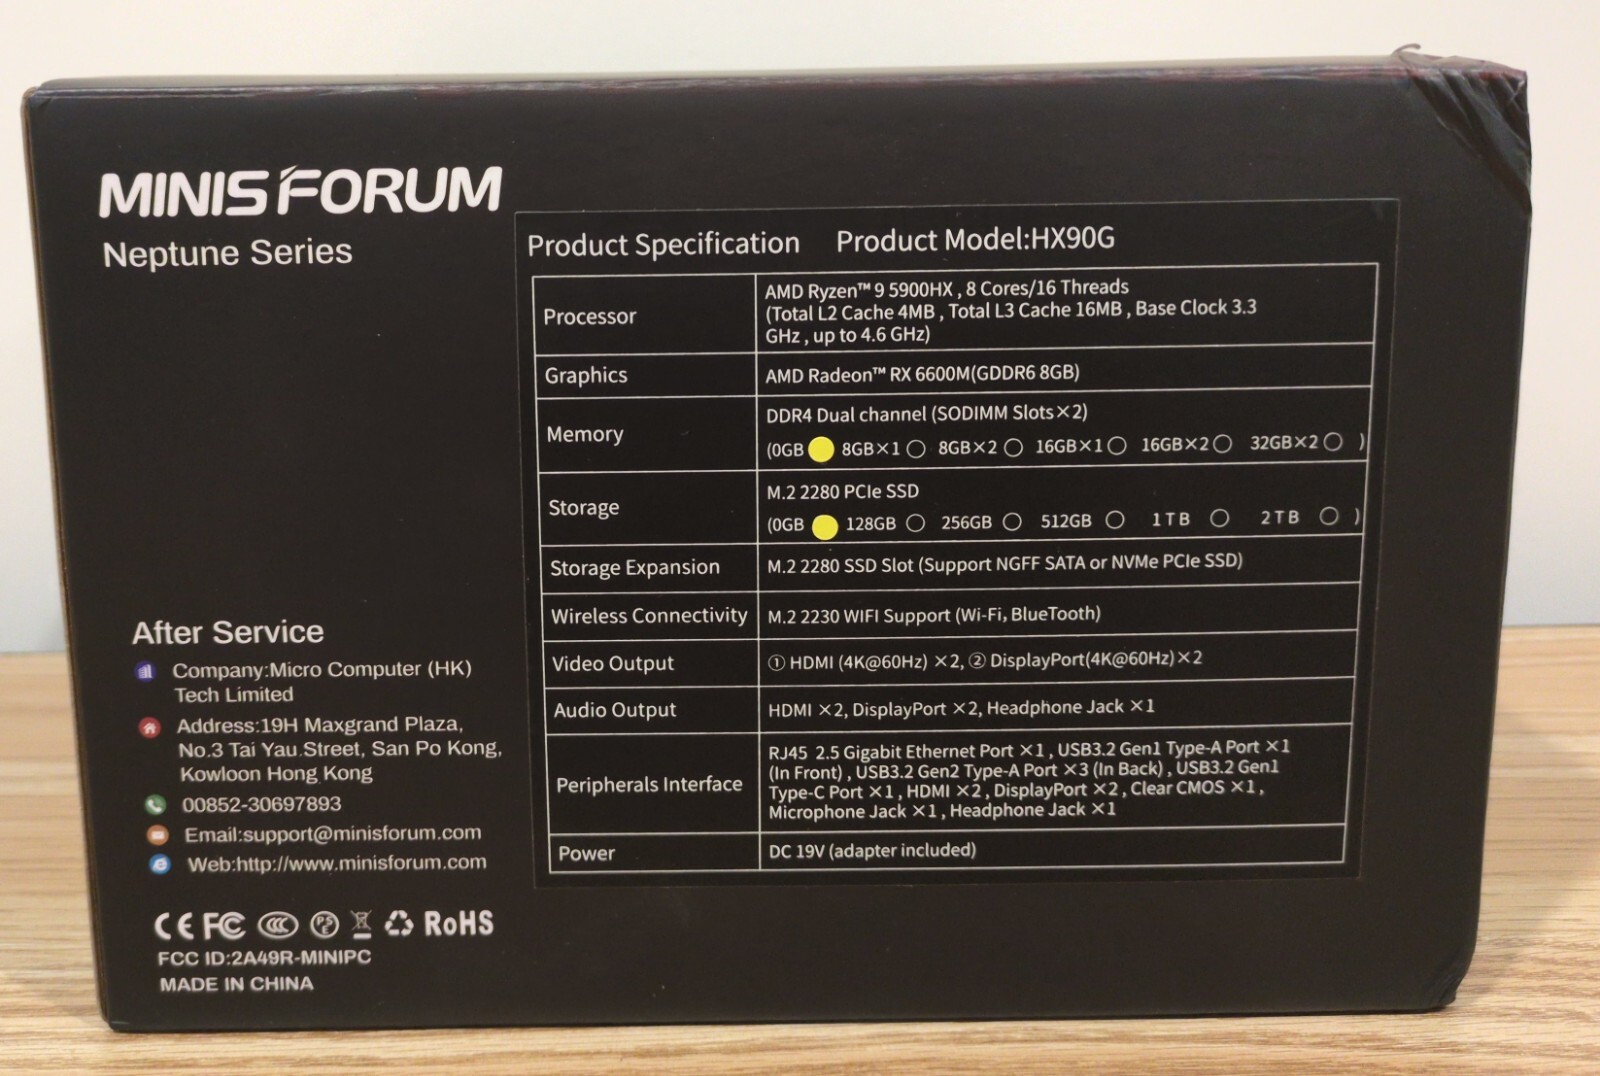 MINISFORUM
Neptune Series
Product Specification Product Model:HX90G
Processor
AMD Ryzen™ 9 5900HX , 8 Cores/16 Threads
(Total L2 Cache 4MB , Total L3 Cache 16MB , Base Clock 3.3
GHz , up to 4.6 GHz)
Graphics
AMD Radeon™ RX 6600M(GDDR6 8GB)
Memory
DDR4 Dual channel (SODIMM Slots×2)
(0GB 8GB×1 ○ 8GB×2 ○ 16GB×1 ○ 16GB×2 ○ 32GB×2 ○ )
Storage
M.2 2280 PCIe SSD
(0GB 128GB ○ 256GB ○ 512GB ○ 1TB ○ 2TB ○ )
Storage Expansion
M.2 2280 SSD Slot (Support NGFF SATA or NVMe PCIe SSD)
Wireless Connectivity
M.2 2230 WIFI Support (Wi-Fi, BlueTooth)
Video Output
① HDMI (4K@60Hz) ×2, ② DisplayPort(4K@60Hz)×2
Audio Output
HDMI ×2, DisplayPort ×2, Headphone Jack ×1
Peripherals Interface
RJ45 2.5 Gigabit Ethernet Port ×1 , USB3.2 Gen1 Type-A Port ×1
(In Front) , USB3.2 Gen2 Type-A Port ×3 (In Back) , USB3.2 Gen1
Type-C Port ×1 , HDMI ×2 , DisplayPort ×2 , Clear CMOS ×1 ,
Microphone Jack ×1 , Headphone Jack ×1
Power
DC 19V (adapter included)
After Service
Company:Micro Computer (HK)
Tech Limited
Address:19H Maxgrand Plaza,
No.3 Tai Yau Street, San Po Kong,
Kowloon Hong Kong
00852-30697893
Email:support@minisforum.com
Web:http://www.minisforum.com
CE FC CCC PSE RoHS
FCC ID:2A49R-MINIPC
MADE IN CHINA